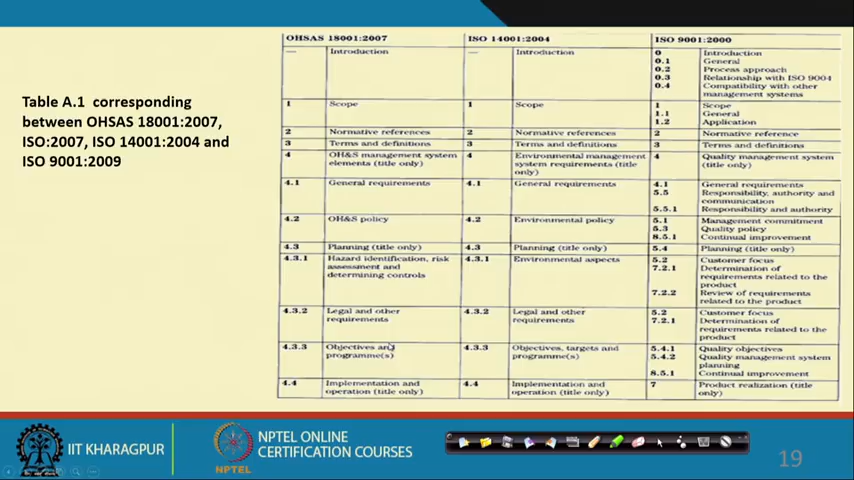 Table A.1 corresponding
between OHSAS 18001:2007,
ISO:2007, ISO 14001:2004 and
ISO 9001:2009
OHSAS 18001:2007 ISO 14001:2004 ISO 9001:2000
— Introduction — Introduction 0 Introduction
0.1 General
0.2 Process approach
0.3 Relationship with ISO 9004
0.4 Compatibility with other
management systems
1 Scope 1 Scope 1 Scope
1.1 General
1.2 Application
2 Normative references 2 Normative references 2 Normative reference
3 Terms and definitions 3 Terms and definitions 3 Terms and definitions
4 OH&S management system 4 Environmental management 4 Quality management system
elements (title only) system requirements (title (title only)
only)
4.1 General requirements 4.1 General requirements 4.1 General requirements
5.5 Responsibility, authority and
communication
5.5.1 Responsibility and authority
4.2 OH&S policy 4.2 Environmental policy 5.1 Management commitment
5.3 Quality policy
8.5.1 Continual improvement
4.3 Planning (title only) 4.3 Planning (title only) 5.4 Planning (title only)
4.3.1 Hazard identification, risk 4.3.1 Environmental aspects 5.2 Customer focus
assessment and 7.2.1 Determination of
determining controls requirements related to the
product
7.2.2 Review of requirements
related to the product
4.3.2 Legal and other 4.3.2 Legal and other 5.2 Customer focus
requirements requirements 7.2.1 Determination of
requirements related to the
product
4.3.3 Objectives and 4.3.3 Objectives, targets and 5.4.1 Quality objectives
programme(s) programme(s) 5.4.2 Quality management system
planning
8.5.1 Continual improvement
4.4 Implementation and 4.4 Implementation and 7 Product realization (title
operation (title only) operation (title only) only)
IIT KHARAGPUR
NPTEL
NPTEL ONLINE
CERTIFICATION COURSES
19